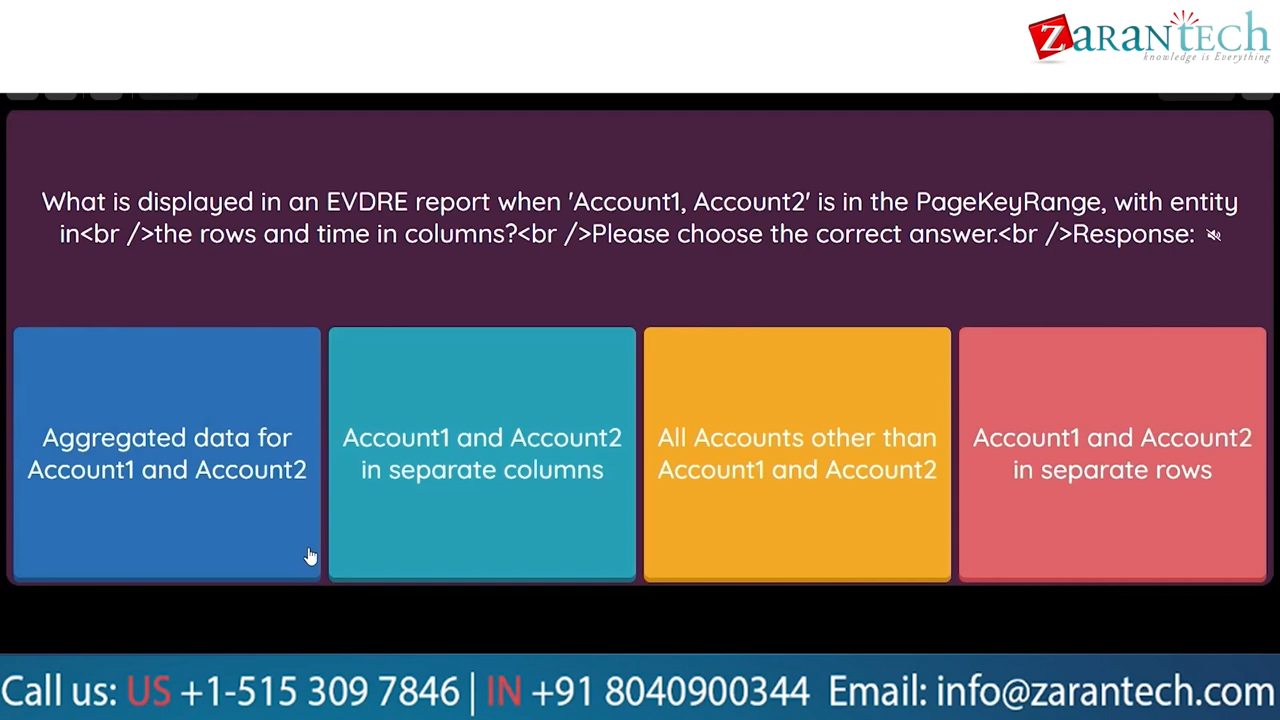 ZARANTECH
knowledge is Everything
What is displayed in an EVDRE report when 'Account1, Account2' is in the PageKeyRange, with entity
in<br />the rows and time in columns?<br />Please choose the correct answer.<br />Response:
Aggregated data for
Account1 and Account2
Account1 and Account2
in separate columns
All Accounts other than
Account1 and Account2
Account1 and Account2
in separate rows
Call us: US +1-515 309 7846 | IN +91 8040900344 Email: info@zarantech.com